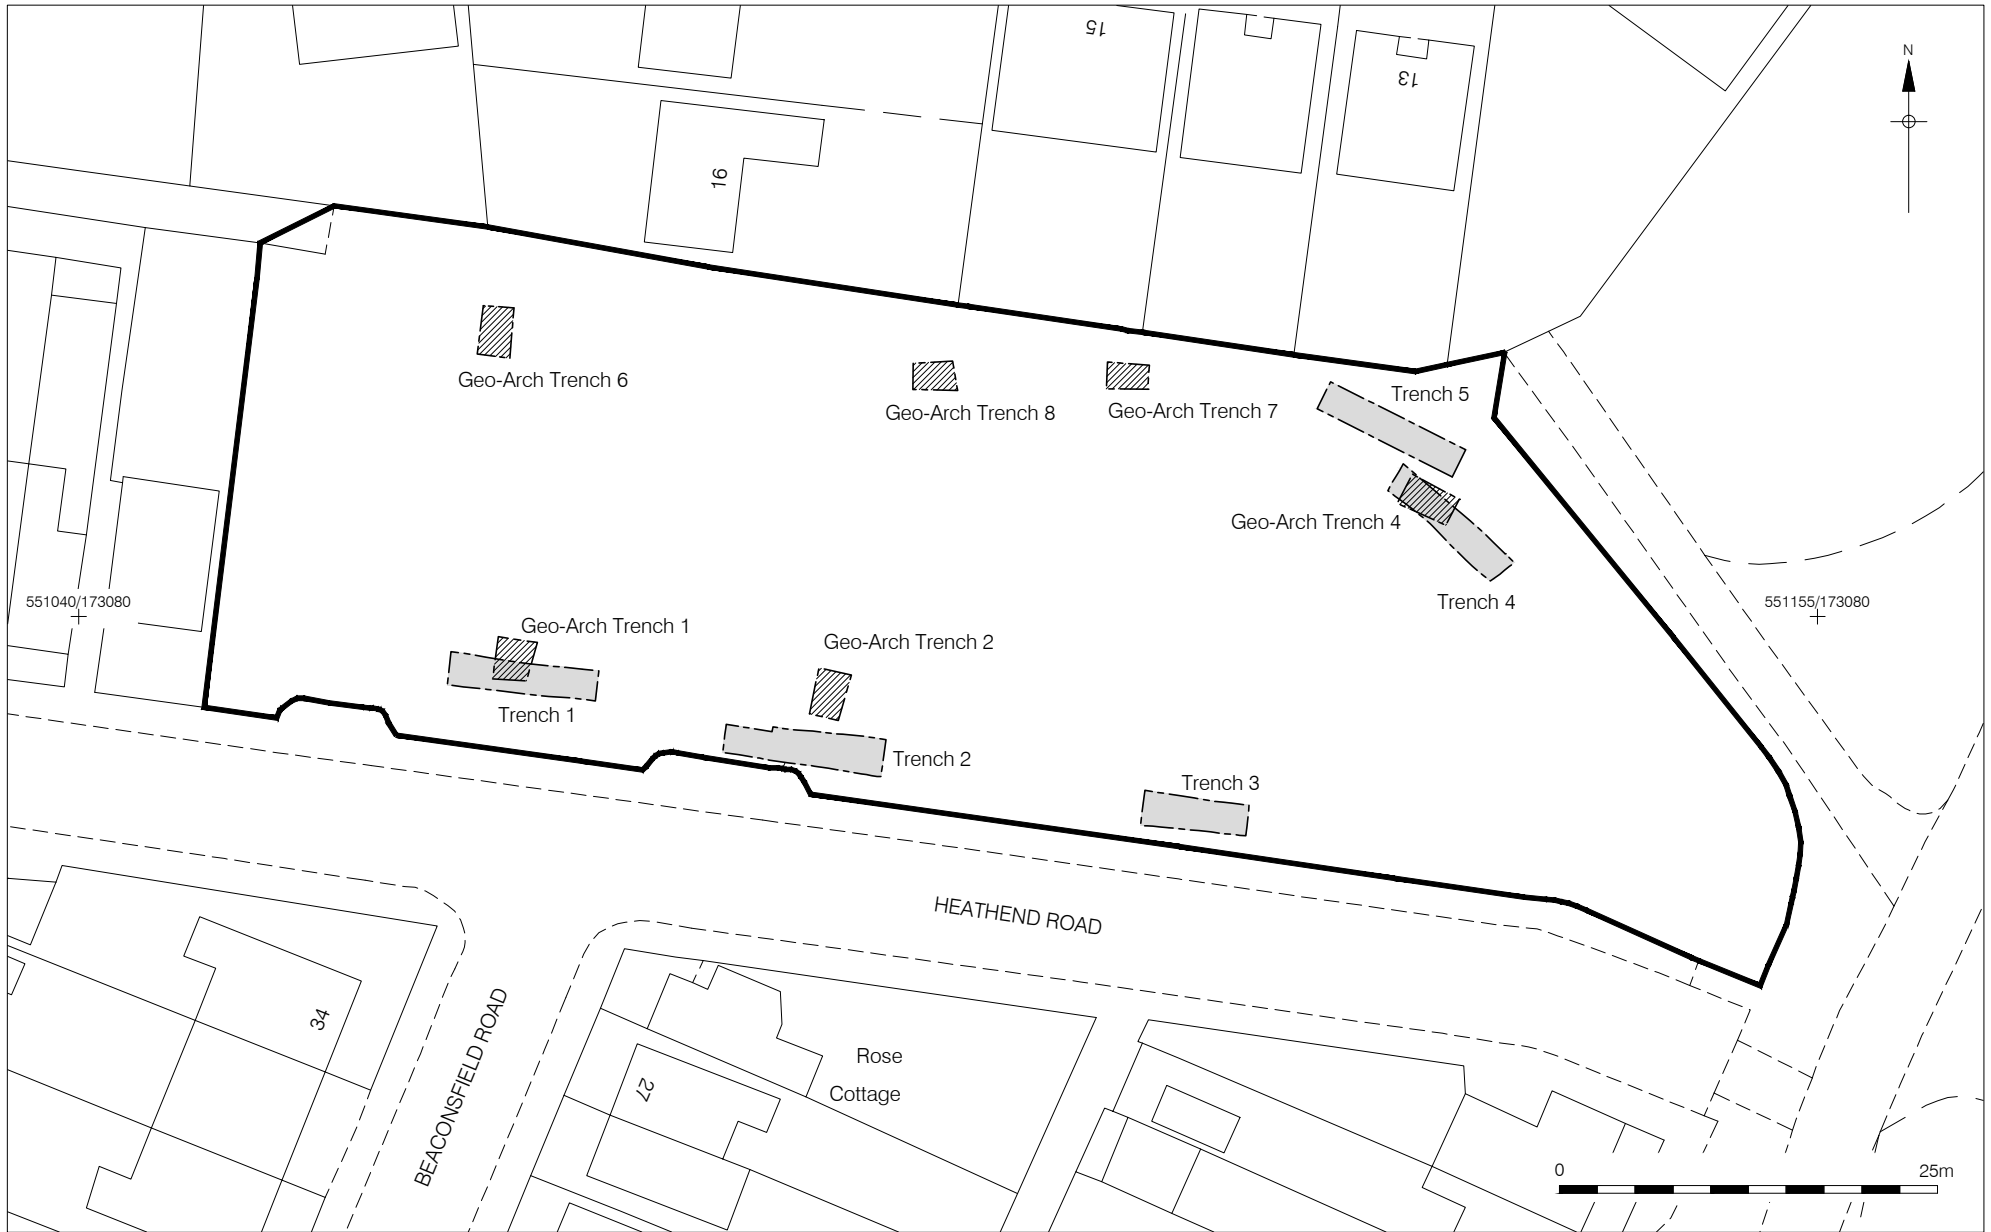 15
13
N
16
Geo-Arch Trench 6
Geo-Arch Trench 8
Geo-Arch Trench 7
Trench 5
Geo-Arch Trench 4
Trench 4
551040/173080
551155/173080
Geo-Arch Trench 1
Trench 1
Geo-Arch Trench 2
Trench 2
Trench 3
HEATHEND ROAD
BEACONSFIELD ROAD
34
27
Rose
Cottage
0 25m